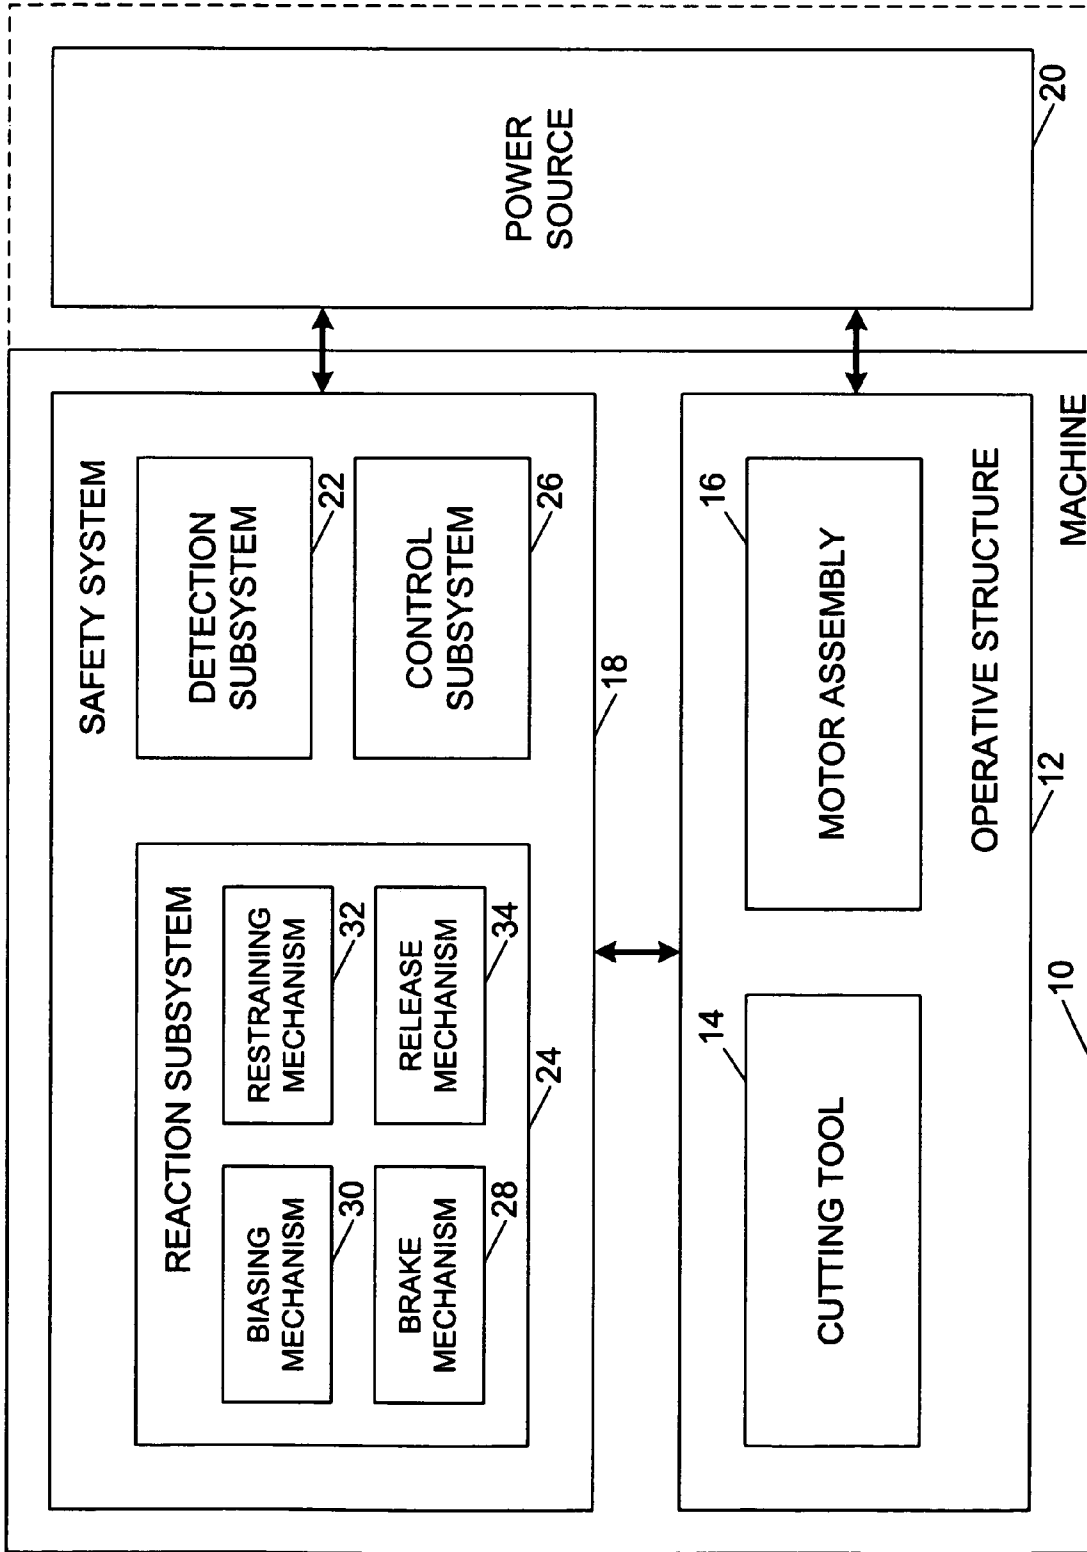 SAFETY SYSTEM
REACTION SUBSYSTEM
BIASING
MECHANISM
30
RESTRAINING
MECHANISM
32
BRAKE
MECHANISM
28
RELEASE
MECHANISM
34
24
DETECTION
SUBSYSTEM
22
CONTROL
SUBSYSTEM
26
18
POWER
SOURCE
20
14
CUTTING TOOL
16
MOTOR ASSEMBLY
OPERATIVE STRUCTURE
12
10
MACHINE